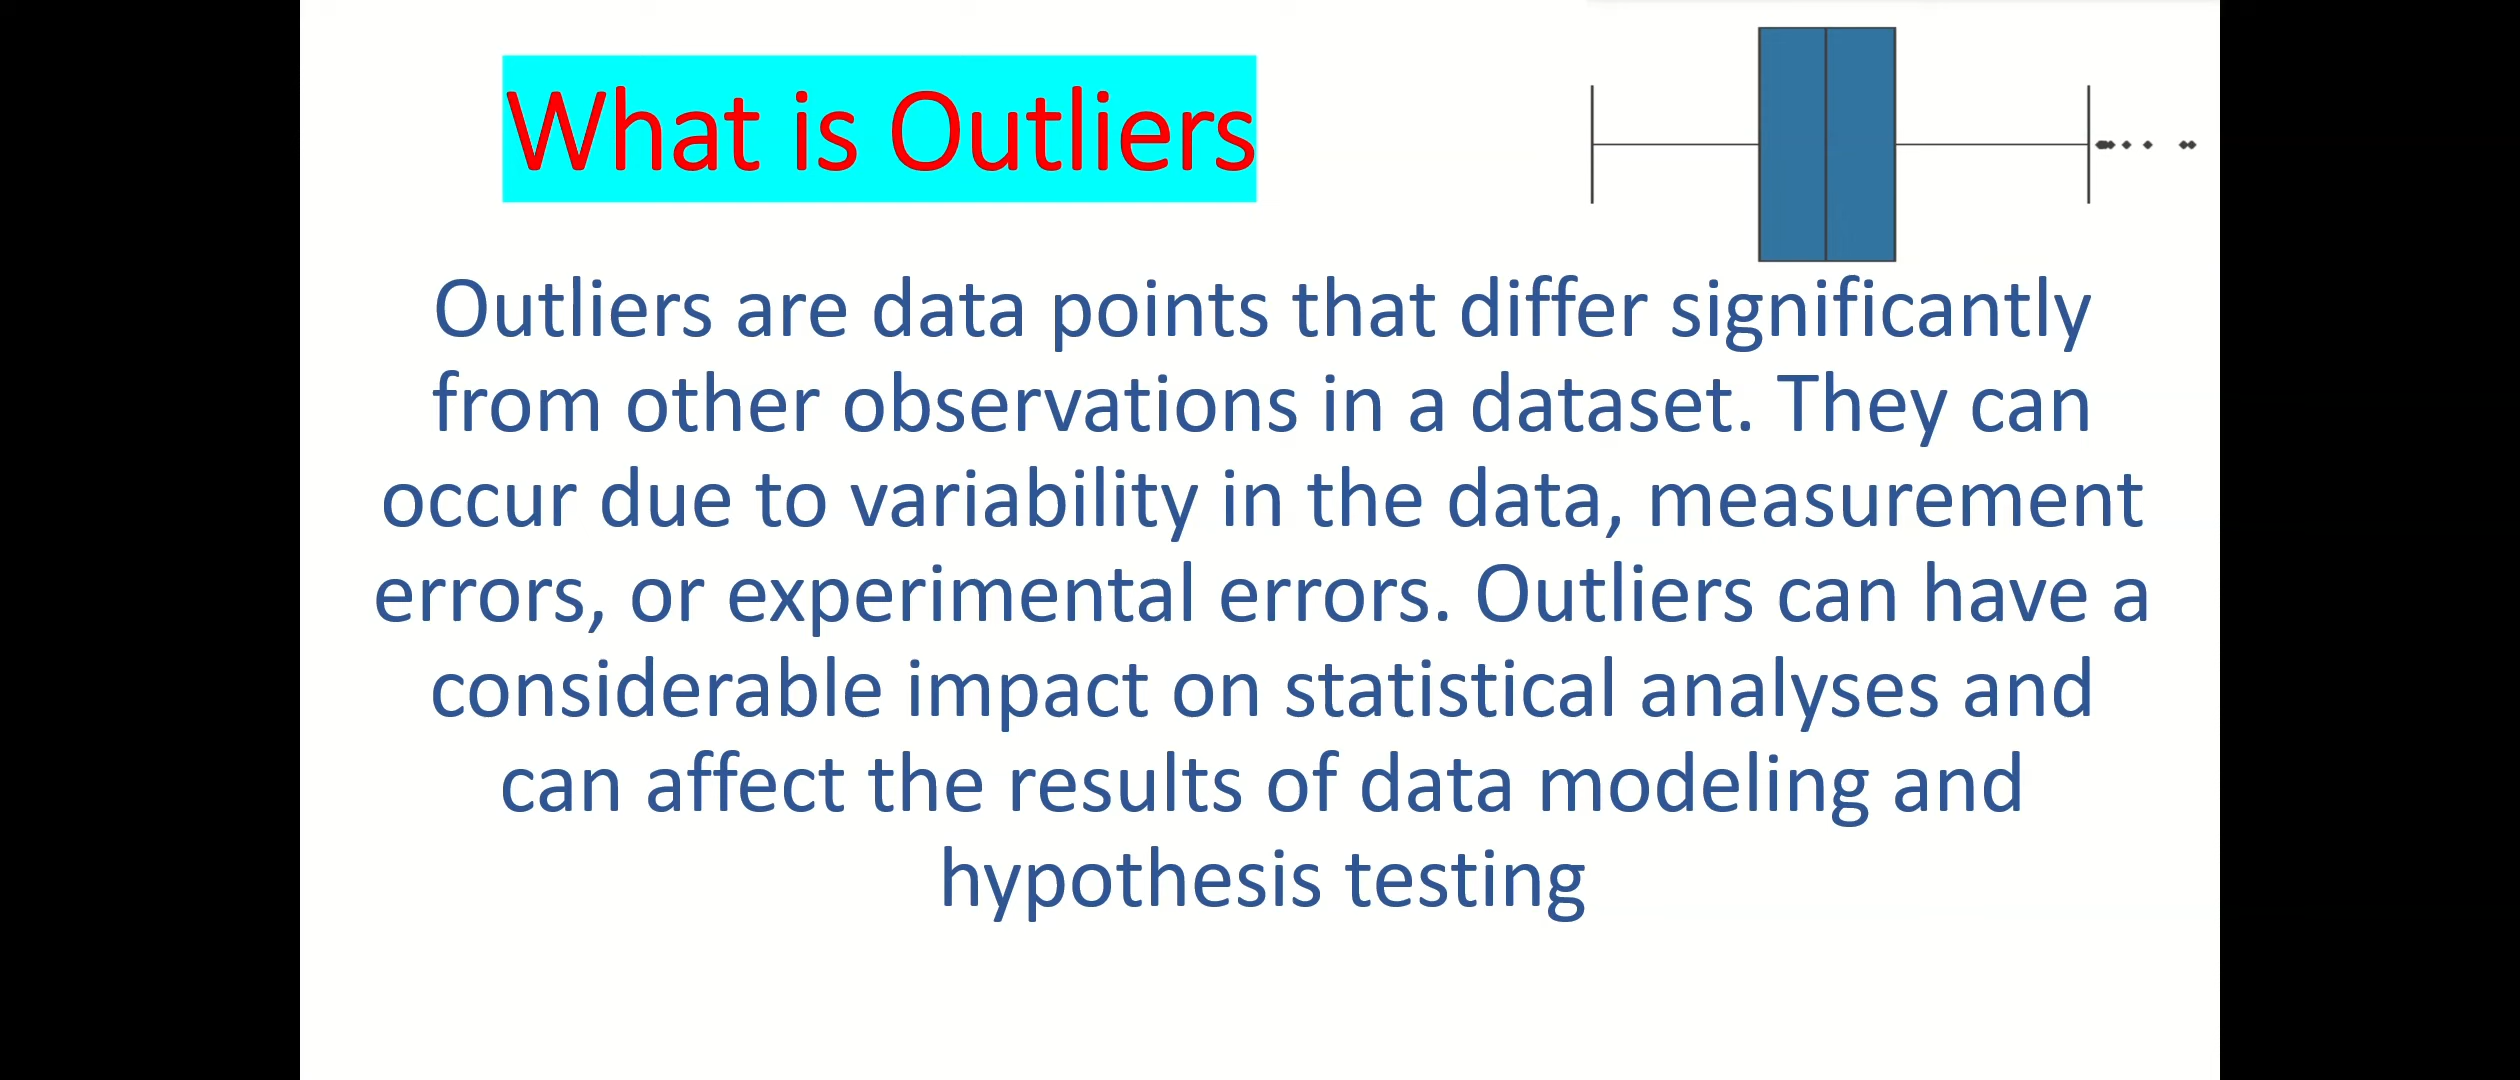 What is Outliers
Outliers are data points that differ significantly
from other observations in a dataset. They can
occur due to variability in the data, measurement
errors, or experimental errors. Outliers can have a
considerable impact on statistical analyses and
can affect the results of data modeling and
hypothesis testing